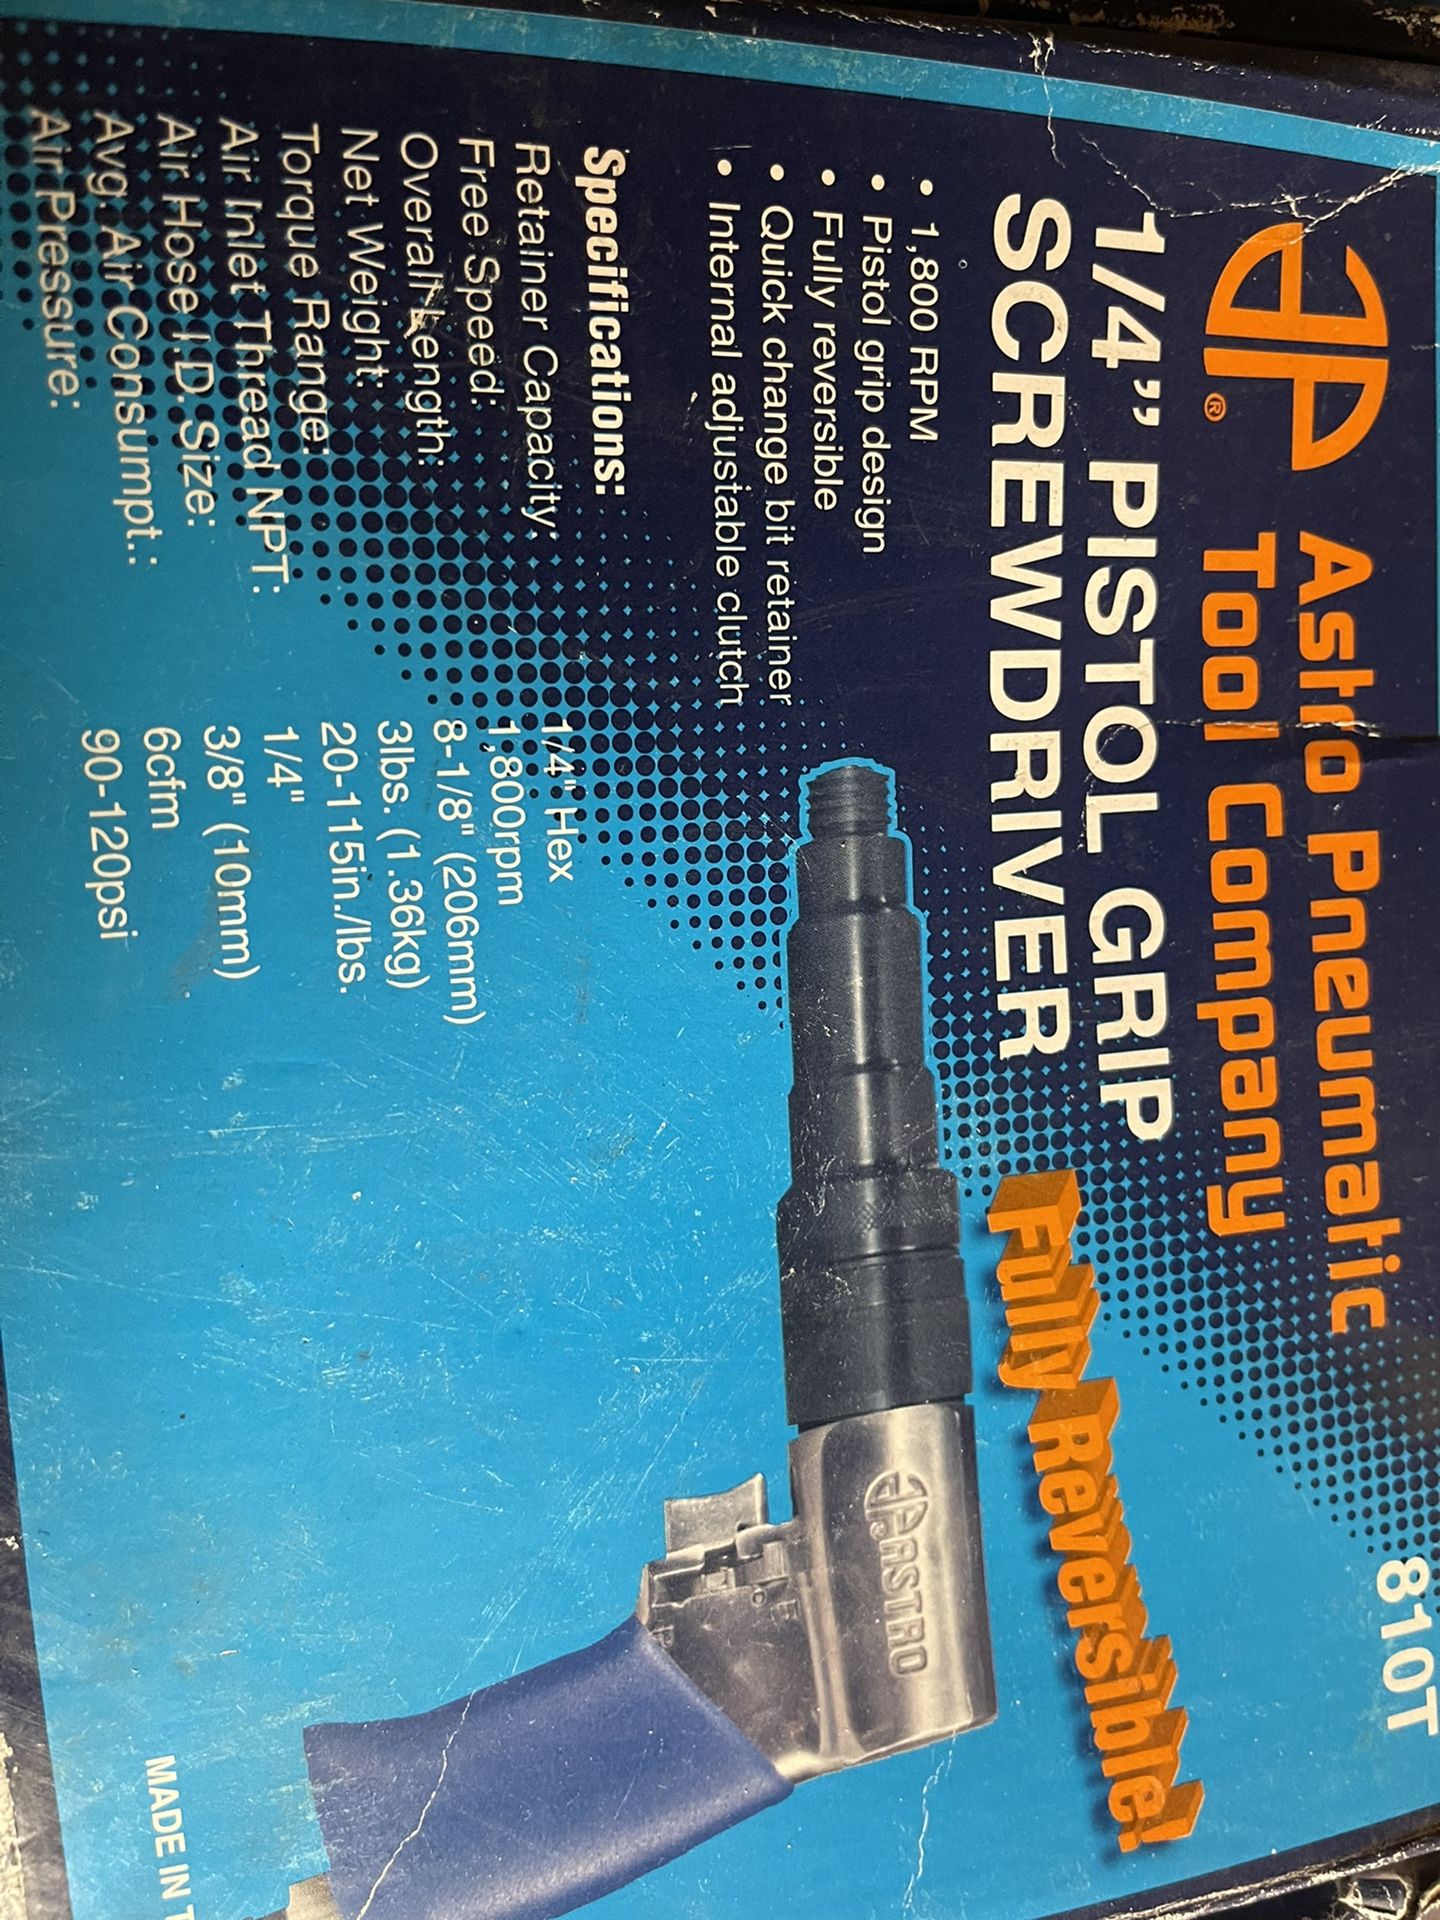 810T
AP® Astro Pneumatic
Tool Company
1/4” PISTOL GRIP
SCREWDRIVER
Fully Reversible!
• 1,800 RPM
• Pistol grip design
• Fully reversible
• Quick change bit retainer
• Internal adjustable clutch
AP ASTRO
F
R
Specifications:
Retainer Capacity: 1/4" Hex
Free Speed: 1,800rpm
Overall Length: 8-1/8" (206mm)
Net Weight: 3lbs. (1.36kg)
Torque Range: 20-115in./lbs.
Air Inlet Thread NPT: 1/4"
Air Hose I.D. Size: 3/8" (10mm)
Avg. Air Consumpt.: 6cfm
Air Pressure: 90-120psi
MADE IN T